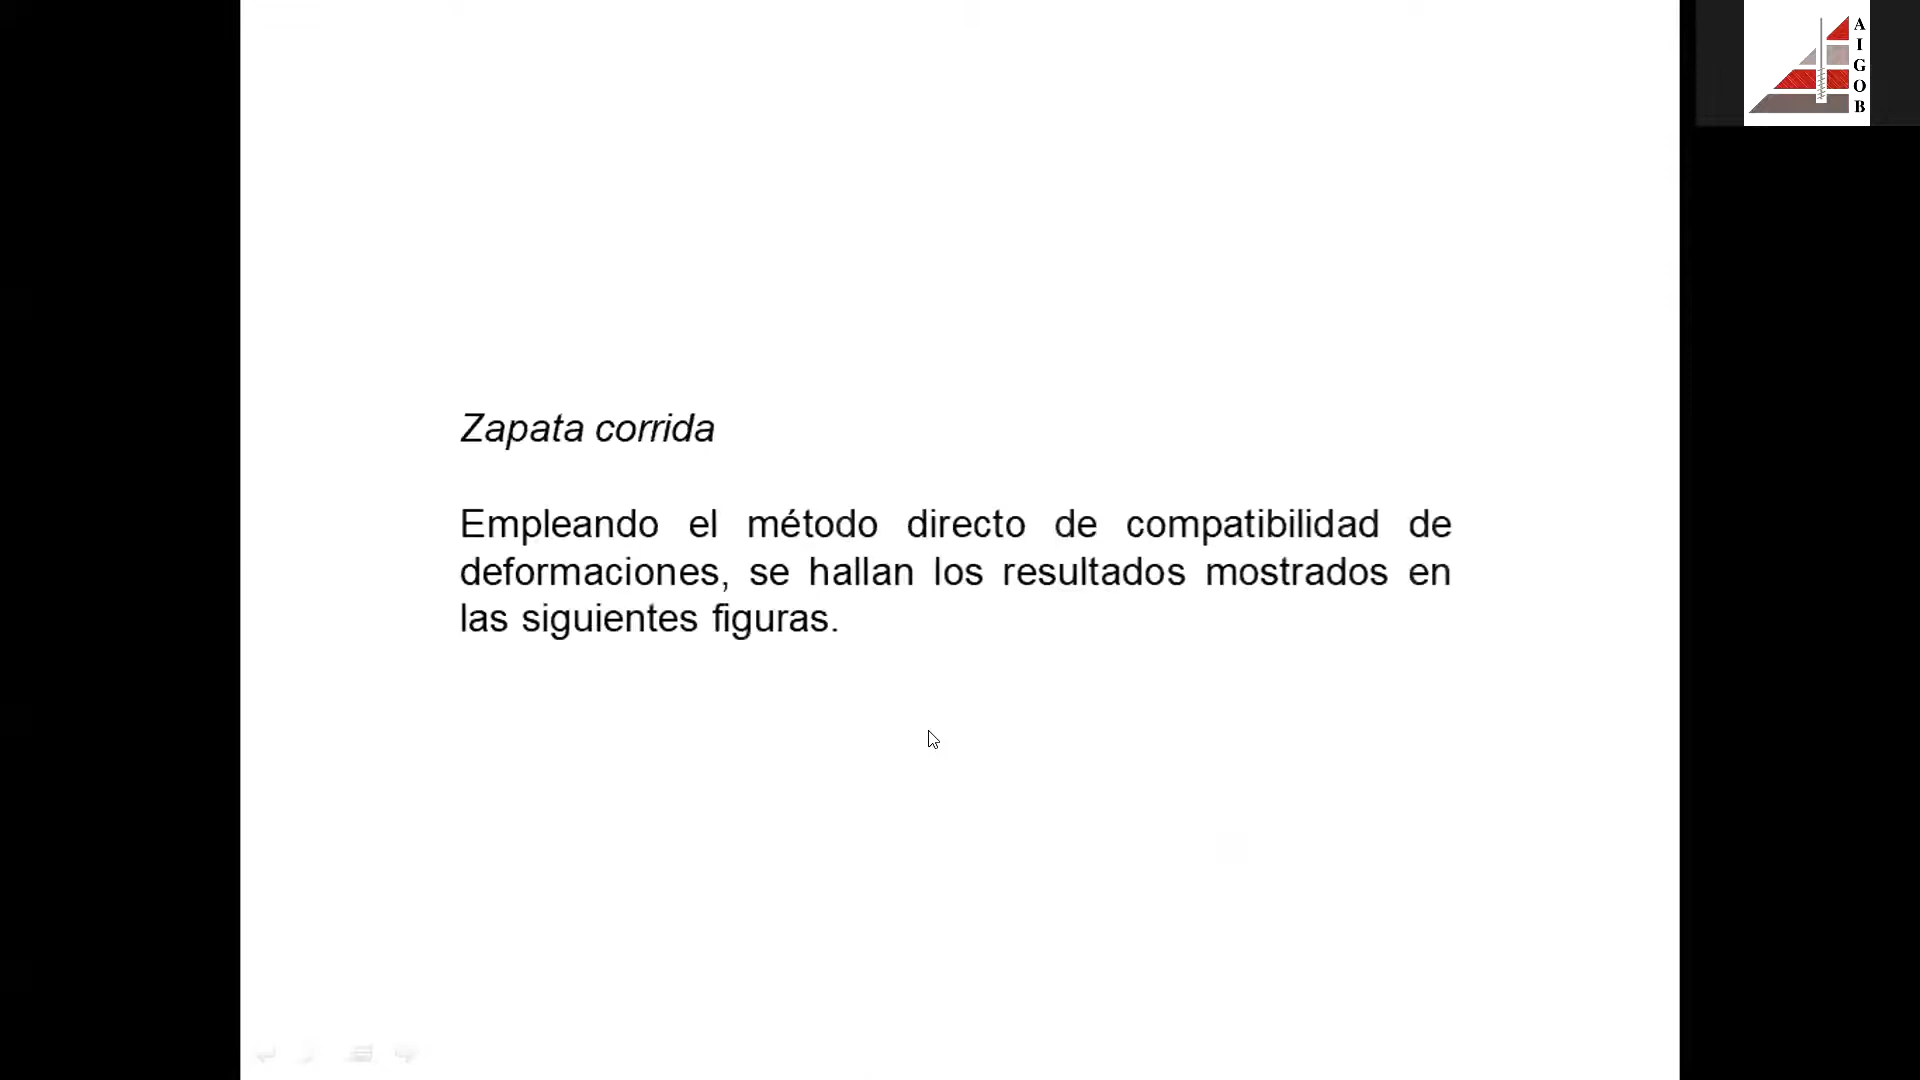 Zapata corrida
Empleando el método directo de compatibilidad de
deformaciones, se hallan los resultados mostrados en
las siguientes figuras.
A
I
G
O
B